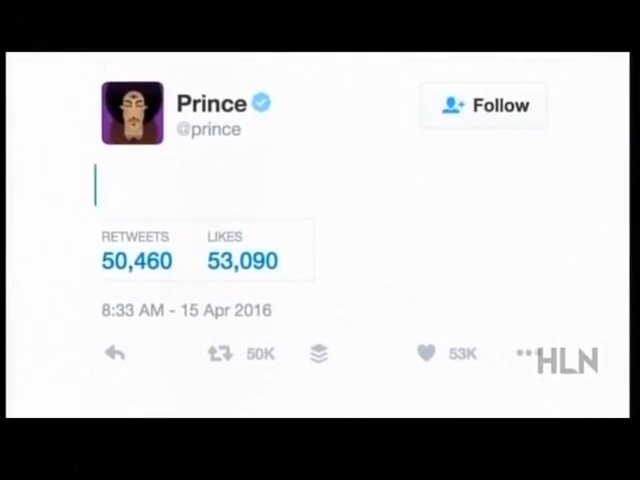 Prince
@prince
Follow
RETWEETS LIKES
50,460 53,090
8:33 AM - 15 Apr 2016
50K 53K
HLN